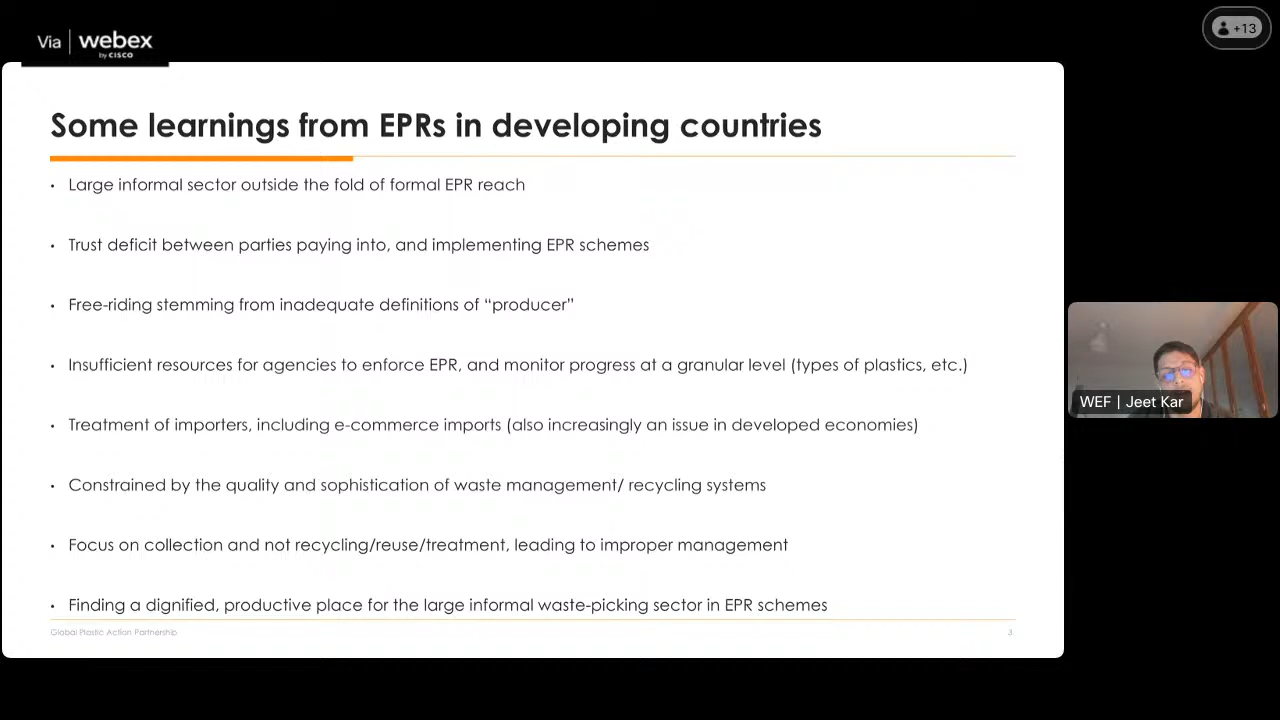 Via webex
by CISCO
+13
Some learnings from EPRs in developing countries
• Large informal sector outside the fold of formal EPR reach
• Trust deficit between parties paying into, and implementing EPR schemes
• Free-riding stemming from inadequate definitions of “producer”
• Insufficient resources for agencies to enforce EPR, and monitor progress at a granular level (types of plastics, etc.)
• Treatment of importers, including e-commerce imports (also increasingly an issue in developed economies)
• Constrained by the quality and sophistication of waste management/ recycling systems
• Focus on collection and not recycling/reuse/treatment, leading to improper management
• Finding a dignified, productive place for the large informal waste-picking sector in EPR schemes
Global Plastic Action Partnership
3
WEF | Jeet Kar